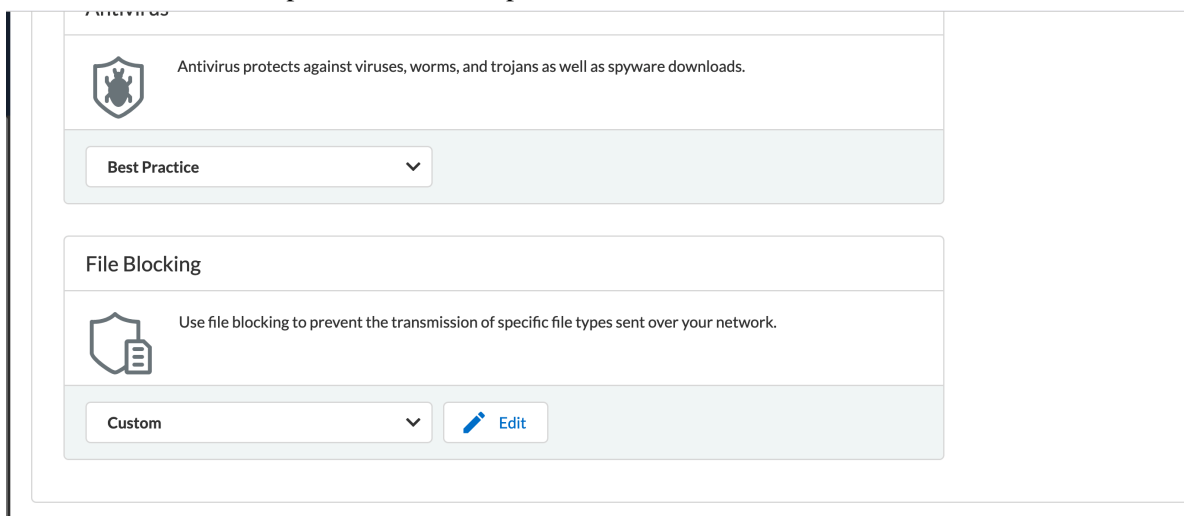 Antivirus
Antivirus protects against viruses, worms, and trojans as well as spyware downloads.
Best Practice
File Blocking
Use file blocking to prevent the transmission of specific file types sent over your network.
Custom
Edit